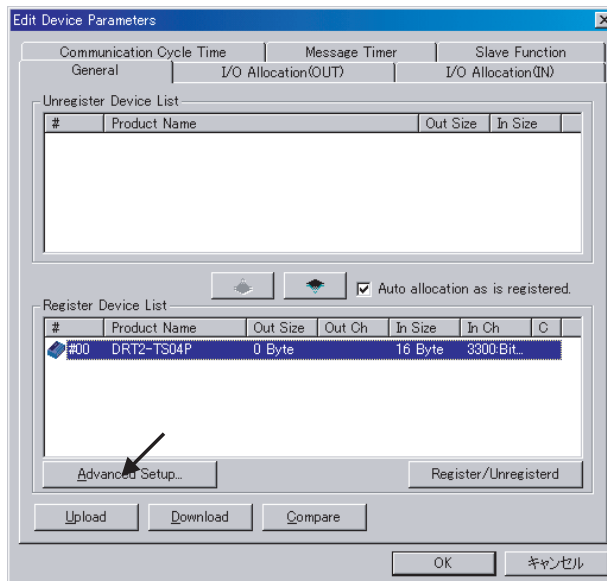 Edit Device Parameters
Communication Cycle Time Message Timer Slave Function
General I/O Allocation(OUT) I/O Allocation(IN)
Unregister Device List
# Product Name Out Size In Size
Auto allocation as is registered.
Register Device List
# Product Name Out Size Out Ch In Size In Ch C
#00 DRT2-TS04P 0 Byte 16 Byte 3300:Bit...
Advanced Setup... Register/Unregisterd
Upload Download Compare
OK キャンセル